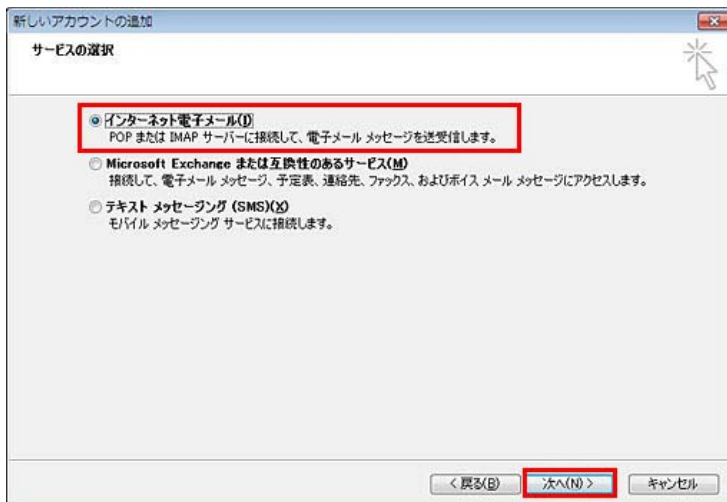 新しいアカウントの追加
サービスの選択
インターネット電子メール(I)
POP または IMAP サーバーに接続して、電子メール メッセージを送受信します。
Microsoft Exchange または互換性のあるサービス(M)
接続して、電子メール メッセージ、予定表、連絡先、ファックス、およびボイス メール メッセージにアクセスします。
テキスト メッセージング (SMS)(X)
モバイル メッセージング サービスに接続します。
< 戻る(B) 次へ(N) > キャンセル